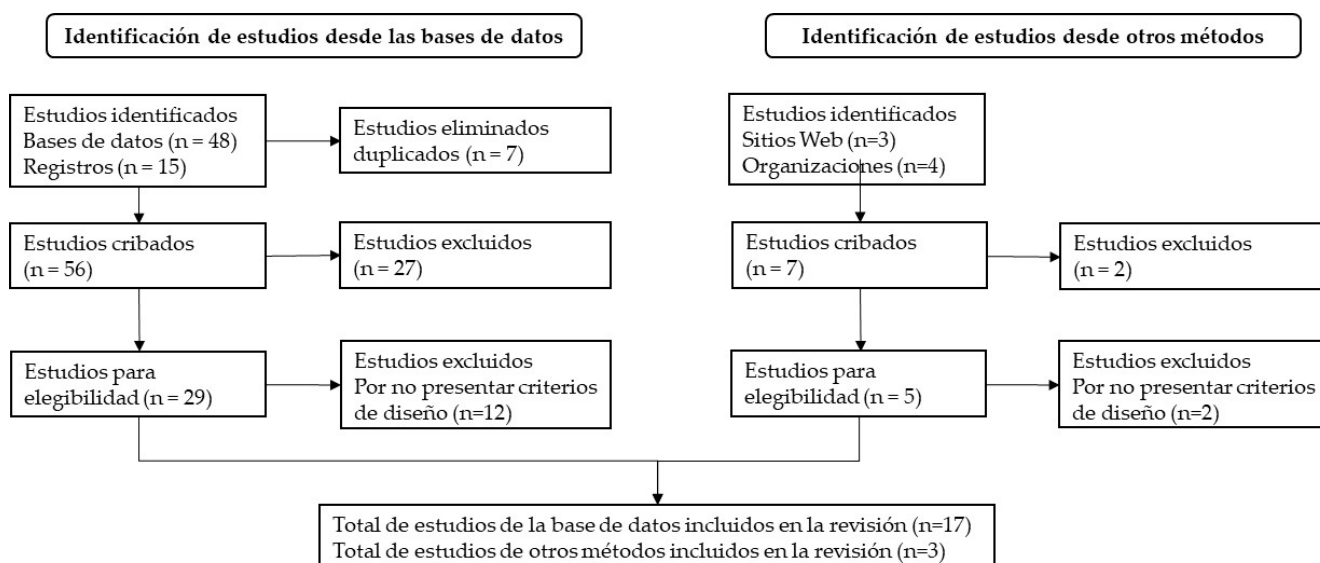 Identificación de estudios desde las bases de datos
Identificación de estudios desde otros métodos
Estudios identificados
Bases de datos (n = 48)
Registros (n = 15)
Estudios eliminados
duplicados (n = 7)
Estudios identificados
Sitios Web (n=3)
Organizaciones (n=4)
Estudios cribados
(n = 56)
Estudios excluidos
(n = 27)
Estudios cribados
(n = 7)
Estudios excluidos
(n = 2)
Estudios para
elegibilidad (n = 29)
Estudios excluidos
Por no presentar criterios
de diseño (n=12)
Estudios para
elegibilidad (n = 5)
Estudios excluidos
Por no presentar criterios
de diseño (n=2)
Total de estudios de la base de datos incluidos en la revisión (n=17)
Total de estudios de otros métodos incluidos en la revisión (n=3)